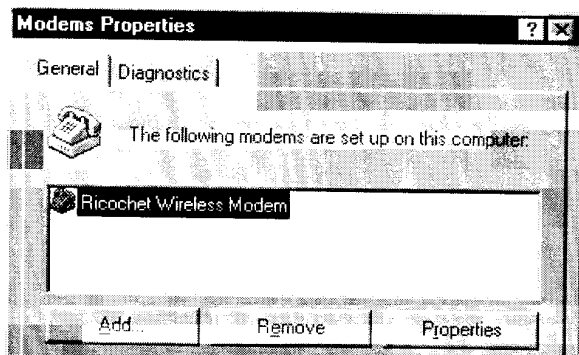 Modems Properties
General Diagnostics
The following modems are set up on this computer:
Ricochet Wireless Modem
Add... Remove Properties